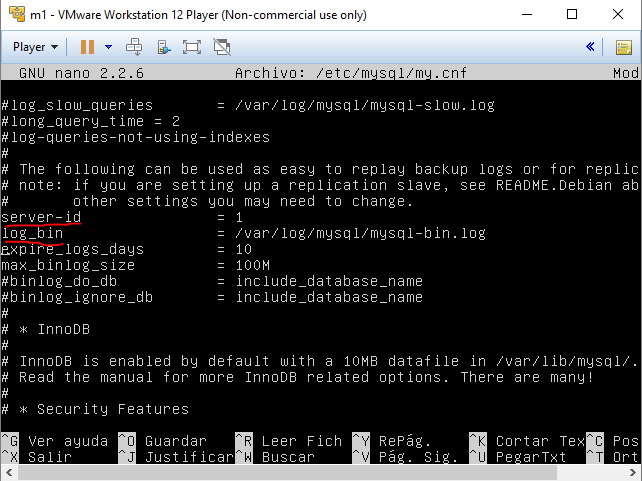 m1 - VMware Workstation 12 Player (Non-commercial use only)
Player
GNU nano 2.2.6 Archivo: /etc/mysql/my.cnf Mod
#log_slow_queries = /var/log/mysql/mysql-slow.log
#long_query_time = 2
#log-queries-not-using-indexes
#
# The following can be used as easy to replay backup logs or for replic
# note: if you are setting up a replication slave, see README.Debian ab
# other settings you may need to change.
server-id = 1
log_bin = /var/log/mysql/mysql-bin.log
expire_logs_days = 10
max_binlog_size = 100M
#binlog_do_db = include_database_name
#binlog_ignore_db = include_database_name
#
# * InnoDB
#
# InnoDB is enabled by default with a 10MB datafile in /var/lib/mysql/.
# Read the manual for more InnoDB related options. There are many!
#
# * Security Features
^G Ver ayuda ^O Guardar ^R Leer Fich ^Y RePág. ^K Cortar Tex ^C Pos
^X Salir ^J Justificar ^W Buscar ^V Pág. Sig. ^U PegarTxt ^T Ort